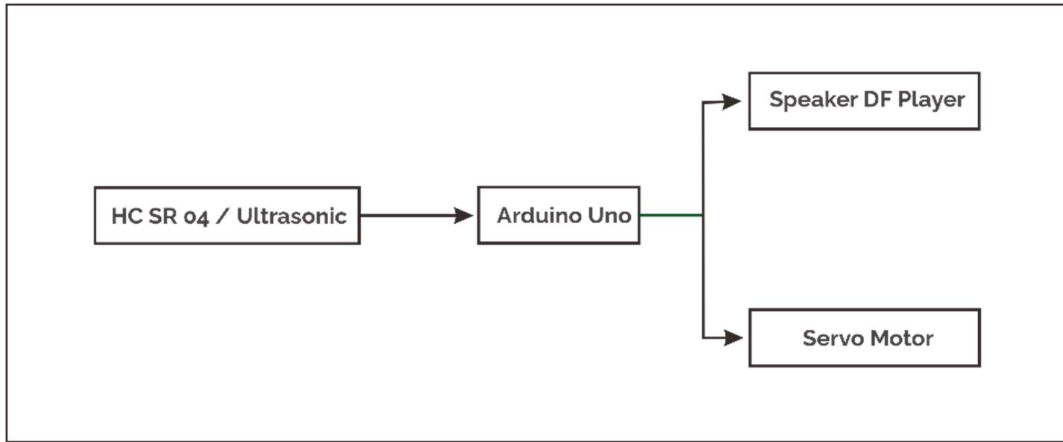 Speaker DF Player
HC SR 04 / Ultrasonic
Arduino Uno
Servo Motor